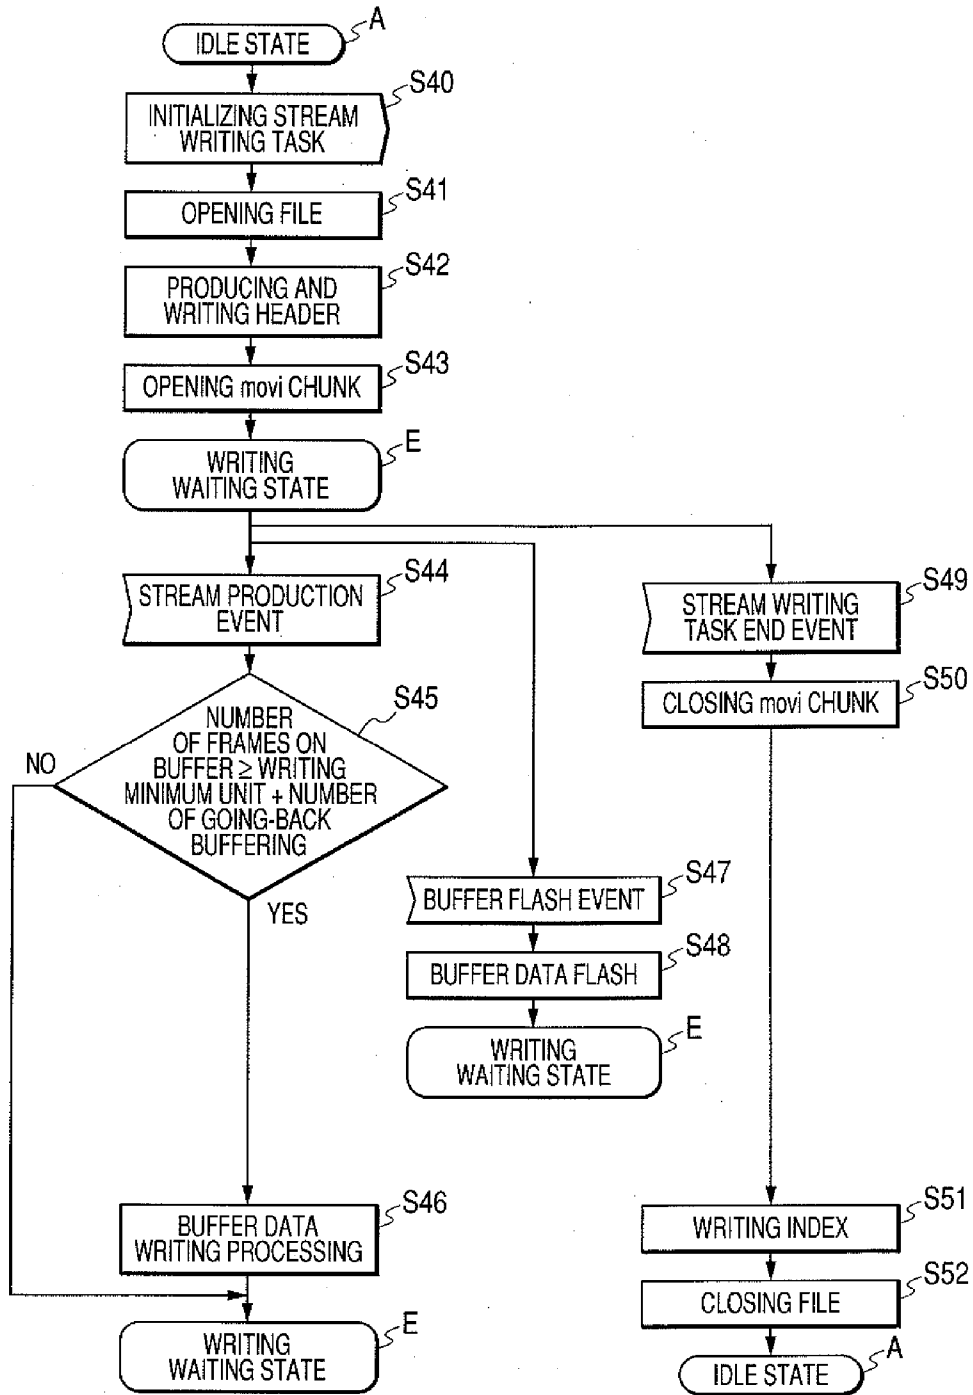 IDLE STATE
A
INITIALIZING STREAM
WRITING TASK
S40
OPENING FILE
S41
PRODUCING AND
WRITING HEADER
S42
OPENING movi CHUNK
S43
WRITING
WAITING STATE
E
STREAM PRODUCTION
EVENT
S44
NUMBER
OF FRAMES ON
BUFFER ≥ WRITING
MINIMUM UNIT + NUMBER
OF GOING-BACK
BUFFERING
S45
NO
YES
BUFFER DATA
WRITING PROCESSING
S46
WRITING
WAITING STATE
E
BUFFER FLASH EVENT
S47
BUFFER DATA FLASH
S48
WRITING
WAITING STATE
E
STREAM WRITING
TASK END EVENT
S49
CLOSING movi CHUNK
S50
WRITING INDEX
S51
CLOSING FILE
S52
IDLE STATE
A